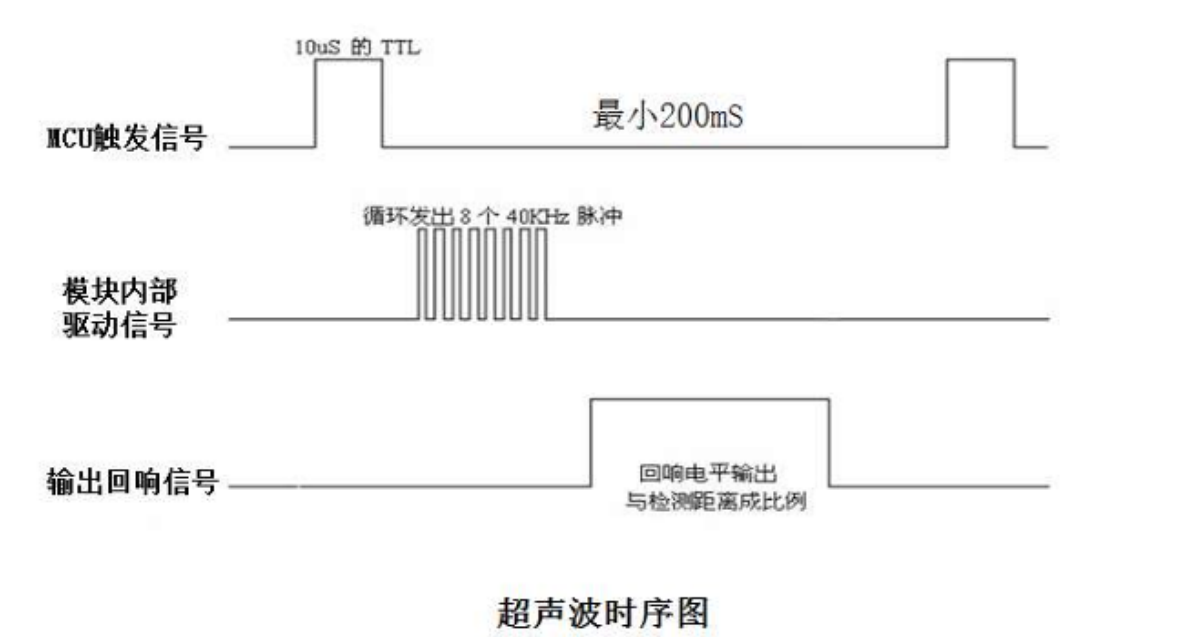 10uS 的 TTL
最小200mS
MCU触发信号
循环发出 8 个 40KHz 脉冲
模块内部
驱动信号
输出回响信号
回响电平输出
与检测距离成比例
超声波时序图